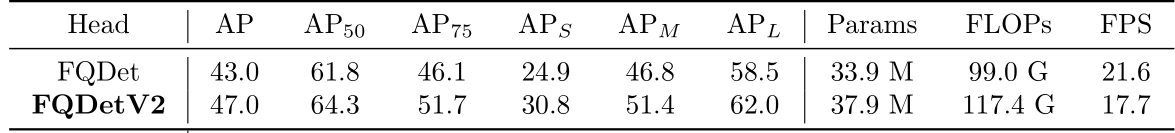 Head AP AP50 AP75 APS APM APL Params FLOPs FPS
FQDet 43.0 61.8 46.1 24.9 46.8 58.5 33.9 M 99.0 G 21.6
FQDetV2 47.0 64.3 51.7 30.8 51.4 62.0 37.9 M 117.4 G 17.7